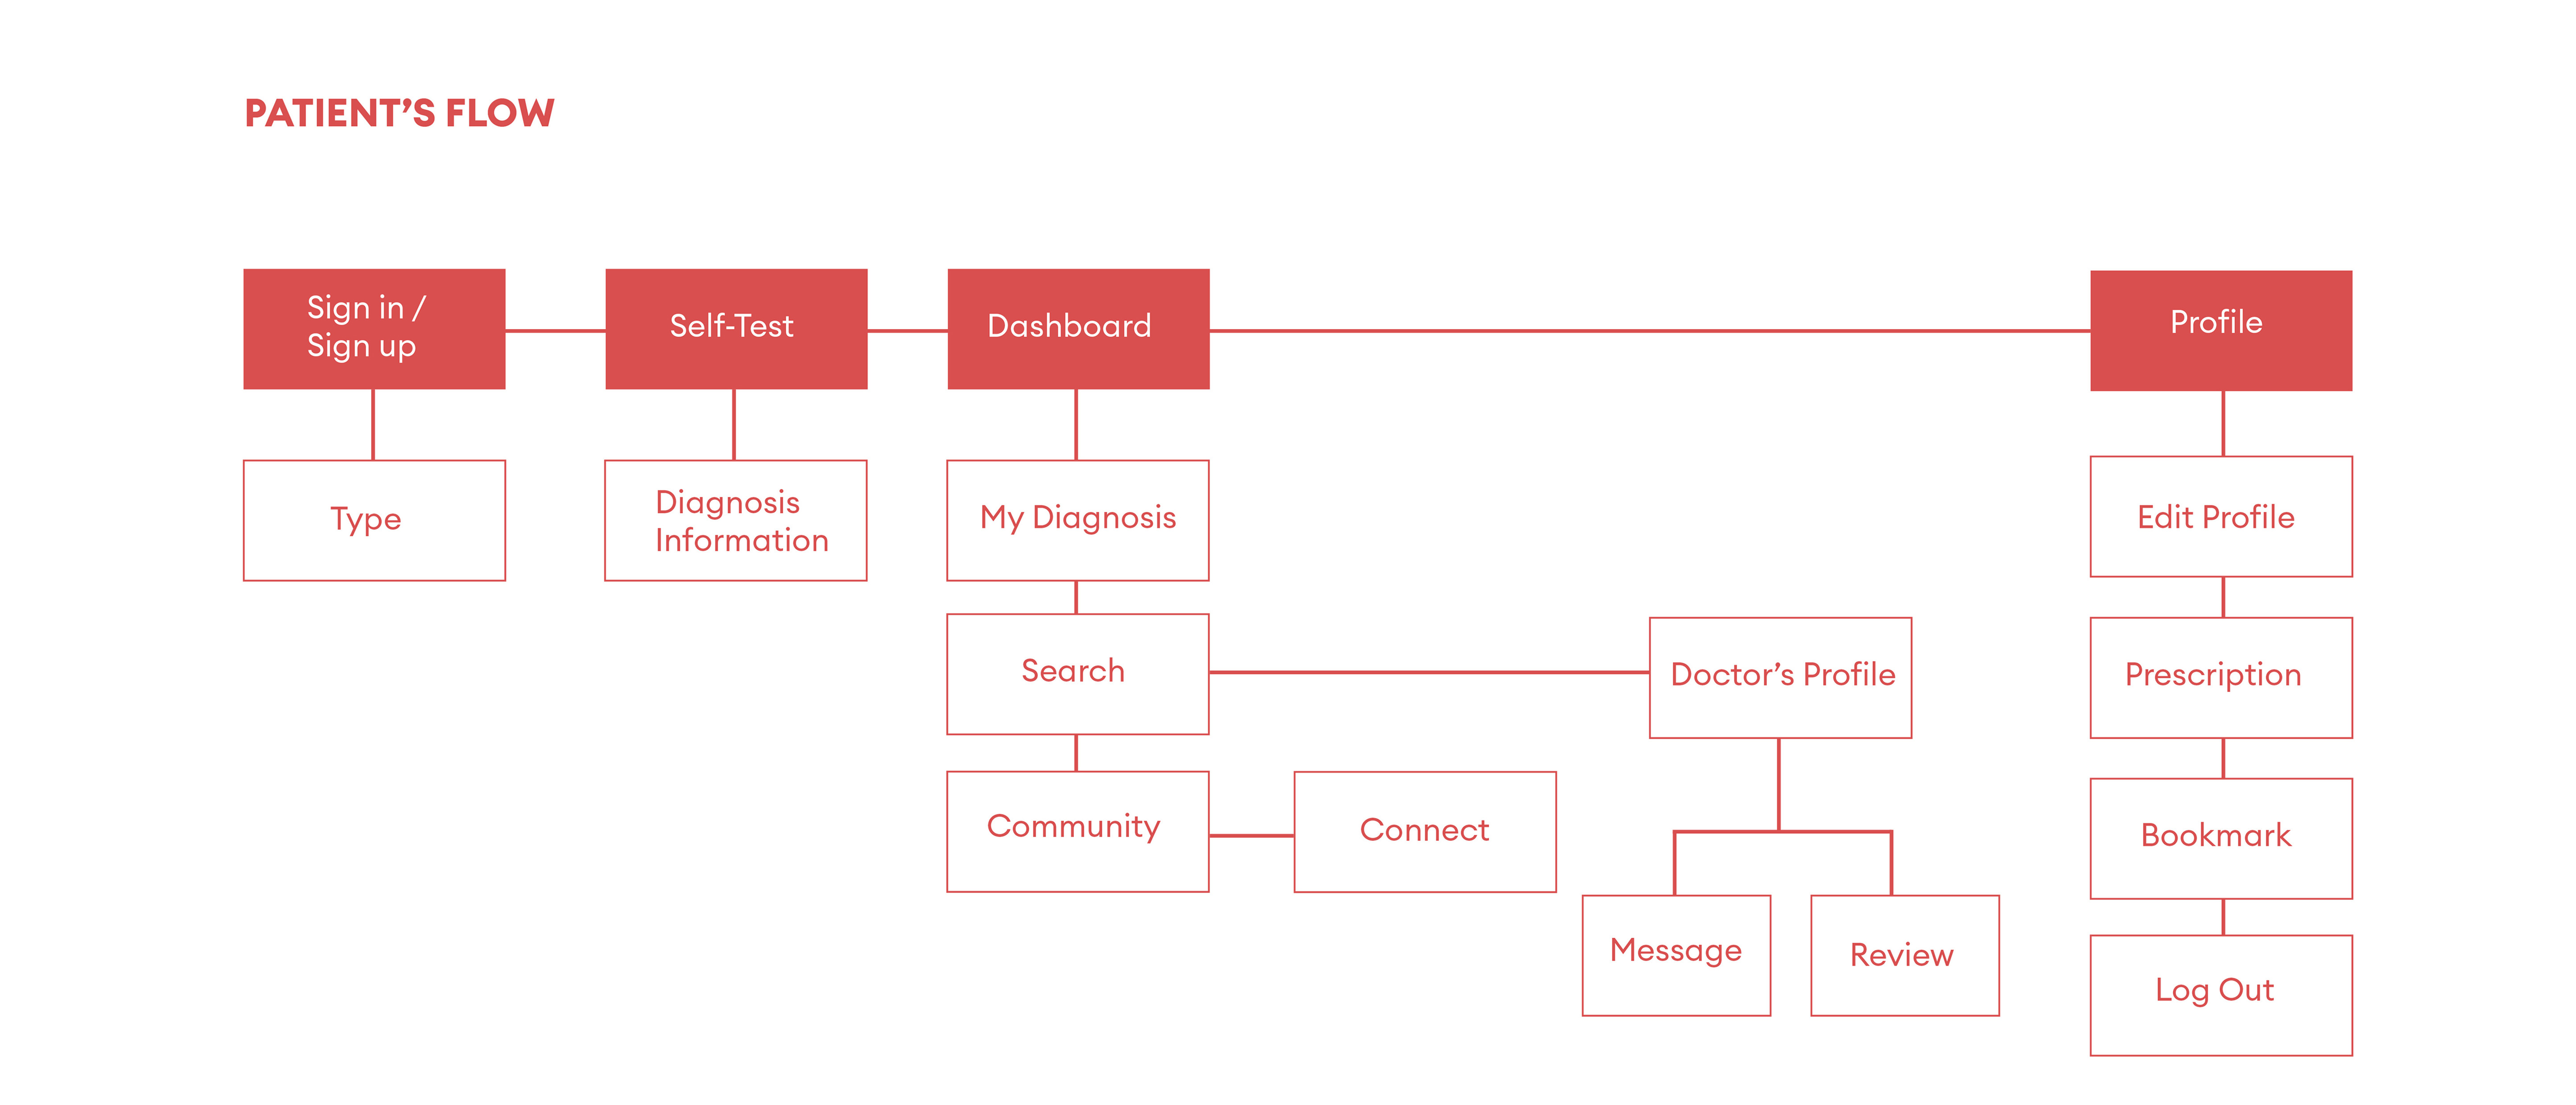 PATIENT’S FLOW
Sign in /
Sign up
Self-Test
Dashboard
Profile
Type
Diagnosis
Information
My Diagnosis
Edit Profile
Search
Doctor’s Profile
Prescription
Community
Connect
Bookmark
Message
Review
Log Out